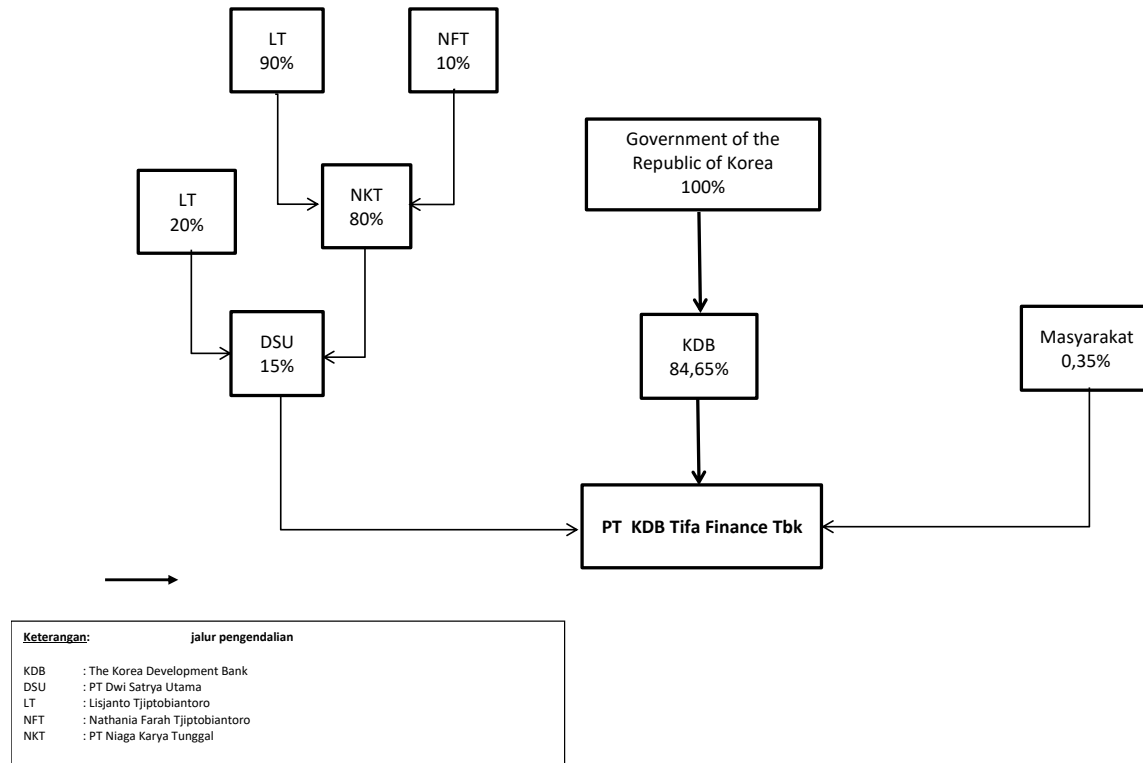 LT
90%
NFT
10%
Government of the
Republic of Korea
100%
LT
20%
NKT
80%
DSU
15%
KDB
84,65%
Masyarakat
0,35%
PT KDB Tifa Finance Tbk
Keterangan: jalur pengendalian
KDB : The Korea Development Bank
DSU : PT Dwi Satrya Utama
LT : Lisjanto Tjiptobiantoro
NFT : Nathania Farah Tjiptobiantoro
NKT : PT Niaga Karya Tunggal